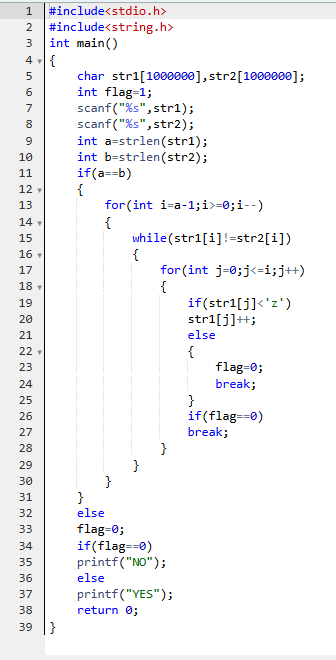 1 #include<stdio.h>
2 #include<string.h>
3 int main()
4 {
5 char str1[1000000],str2[1000000];
6 int flag=1;
7 scanf("%s",str1);
8 scanf("%s",str2);
9 int a=strlen(str1);
10 int b=strlen(str2);
11 if(a==b)
12 {
13 for(int i=a-1;i>=0;i--)
14 {
15 while(str1[i]!=str2[i])
16 {
17 for(int j=0;j<=i;j++)
18 {
19 if(str1[j]<'z')
20 str1[j]++;
21 else
22 {
23 flag=0;
24 break;
25 }
26 if(flag==0)
27 break;
28 }
29 }
30 }
31 }
32 else
33 flag=0;
34 if(flag==0)
35 printf("NO");
36 else
37 printf("YES");
38 return 0;
39 }